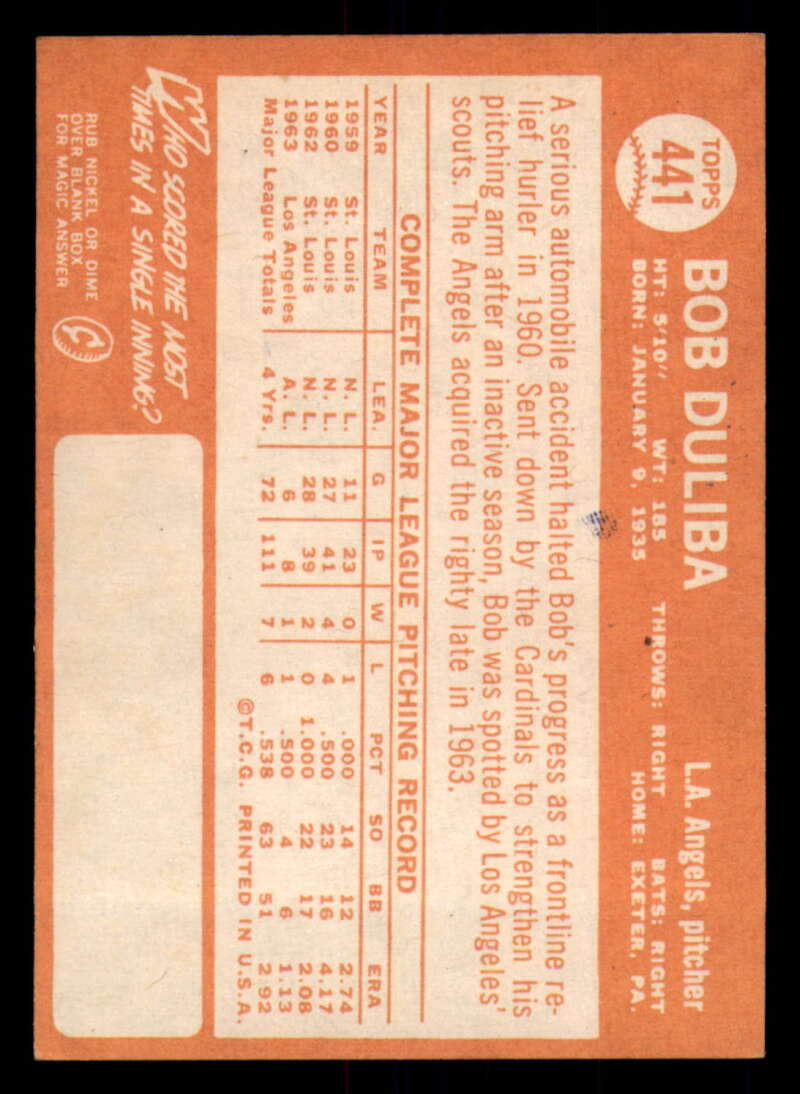 TOPPS
441
BOB DULIBA
L.A. Angels, pitcher
HT: 5'10" WT: 185 THROWS: RIGHT BATS: RIGHT
BORN: JANUARY 9, 1935 HOME: EXETER, PA.
A serious automobile accident halted Bob's progress as a frontline re-
lief hurler in 1960. Sent down by the Cardinals to strengthen his
pitching arm after an inactive season, Bob was spotted by Los Angeles'
scouts. The Angels acquired the righty late in 1963.
COMPLETE MAJOR LEAGUE PITCHING RECORD
YEAR TEAM LEA. G IP W L PCT SO BB ERA
1959 St. Louis N. L. 11 23 0 1 .000 14 12 2.74
1960 St. Louis N. L. 27 41 4 4 .500 23 16 4.17
1962 St. Louis N. L. 28 39 2 0 1.000 22 17 2.08
1963 Los Angeles A. L. 6 8 1 1 .500 4 6 1.13
Major League Totals 4 Yrs. 72 111 7 6 .538 63 51 2.92
©T.C.G. PRINTED IN U.S.A.
WHO SCORED THE MOST
TIMES IN A SINGLE INNING?
RUB NICKEL OR DIME
OVER BLANK BOX
FOR MAGIC ANSWER